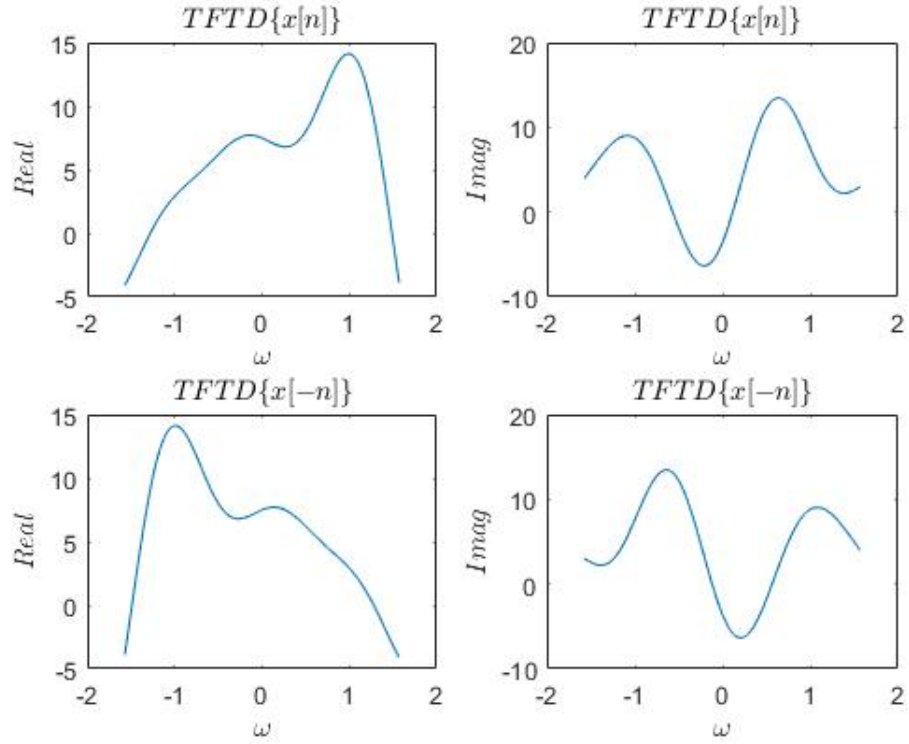 TFTD{x[n]}
Real
15
10
5
0
-5
-2 -1 0 1 2
ω
TFTD{x[n]}
Imag
20
10
0
-10
-2 -1 0 1 2
ω
TFTD{x[-n]}
Real
15
10
5
0
-5
-2 -1 0 1 2
ω
TFTD{x[-n]}
Imag
20
10
0
-10
-2 -1 0 1 2
ω